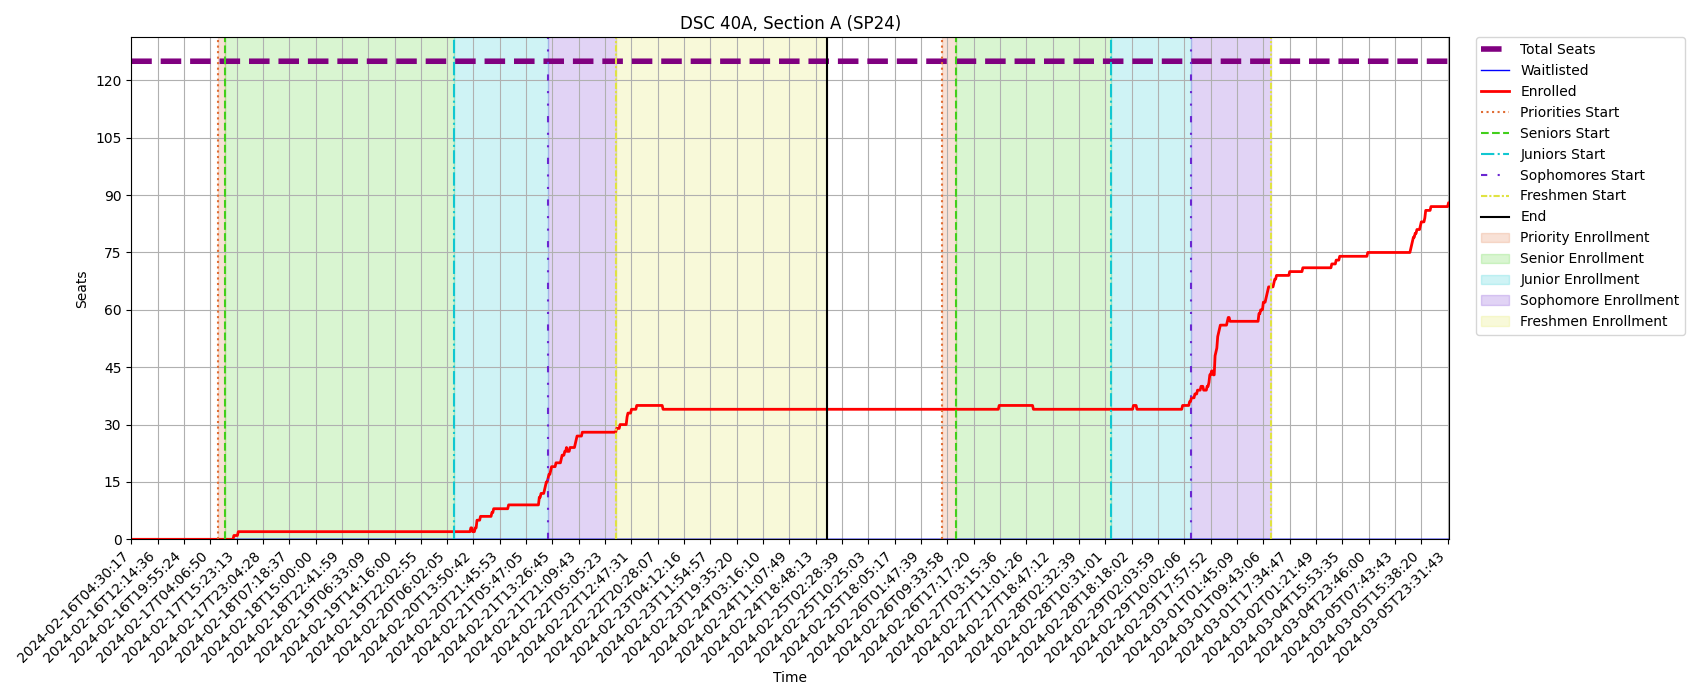 DSC 40A, Section A (SP24)
Seats
120
105
90
75
60
45
30
15
0
2024-02-16T04:30:17
2024-02-16T12:14:36
2024-02-16T19:55:24
2024-02-17T04:06:50
2024-02-17T15:23:13
2024-02-17T23:04:28
2024-02-18T07:18:37
2024-02-18T15:00:00
2024-02-18T22:41:59
2024-02-19T06:33:09
2024-02-19T14:16:00
2024-02-19T22:02:55
2024-02-20T06:02:05
2024-02-20T13:50:42
2024-02-20T21:45:53
2024-02-21T05:47:05
2024-02-21T13:26:45
2024-02-21T21:09:43
2024-02-22T05:05:23
2024-02-22T12:47:31
2024-02-22T20:28:07
2024-02-23T04:12:16
2024-02-23T11:54:57
2024-02-23T19:35:20
2024-02-24T03:16:10
2024-02-24T11:07:49
2024-02-24T18:48:13
2024-02-25T02:28:39
2024-02-25T10:25:03
2024-02-25T18:05:17
2024-02-26T01:47:39
2024-02-26T09:33:58
2024-02-26T17:17:20
2024-02-27T03:15:36
2024-02-27T11:01:26
2024-02-27T18:47:12
2024-02-28T02:32:39
2024-02-28T10:31:01
2024-02-28T18:18:02
2024-02-29T02:03:59
2024-02-29T10:02:06
2024-02-29T17:57:52
2024-03-01T01:45:09
2024-03-01T09:43:06
2024-03-01T17:34:47
2024-03-02T01:21:49
2024-03-04T15:53:35
2024-03-04T23:46:00
2024-03-05T07:43:43
2024-03-05T15:38:20
2024-03-05T23:31:43
Time
Total Seats
Waitlisted
Enrolled
Priorities Start
Seniors Start
Juniors Start
Sophomores Start
Freshmen Start
End
Priority Enrollment
Senior Enrollment
Junior Enrollment
Sophomore Enrollment
Freshmen Enrollment